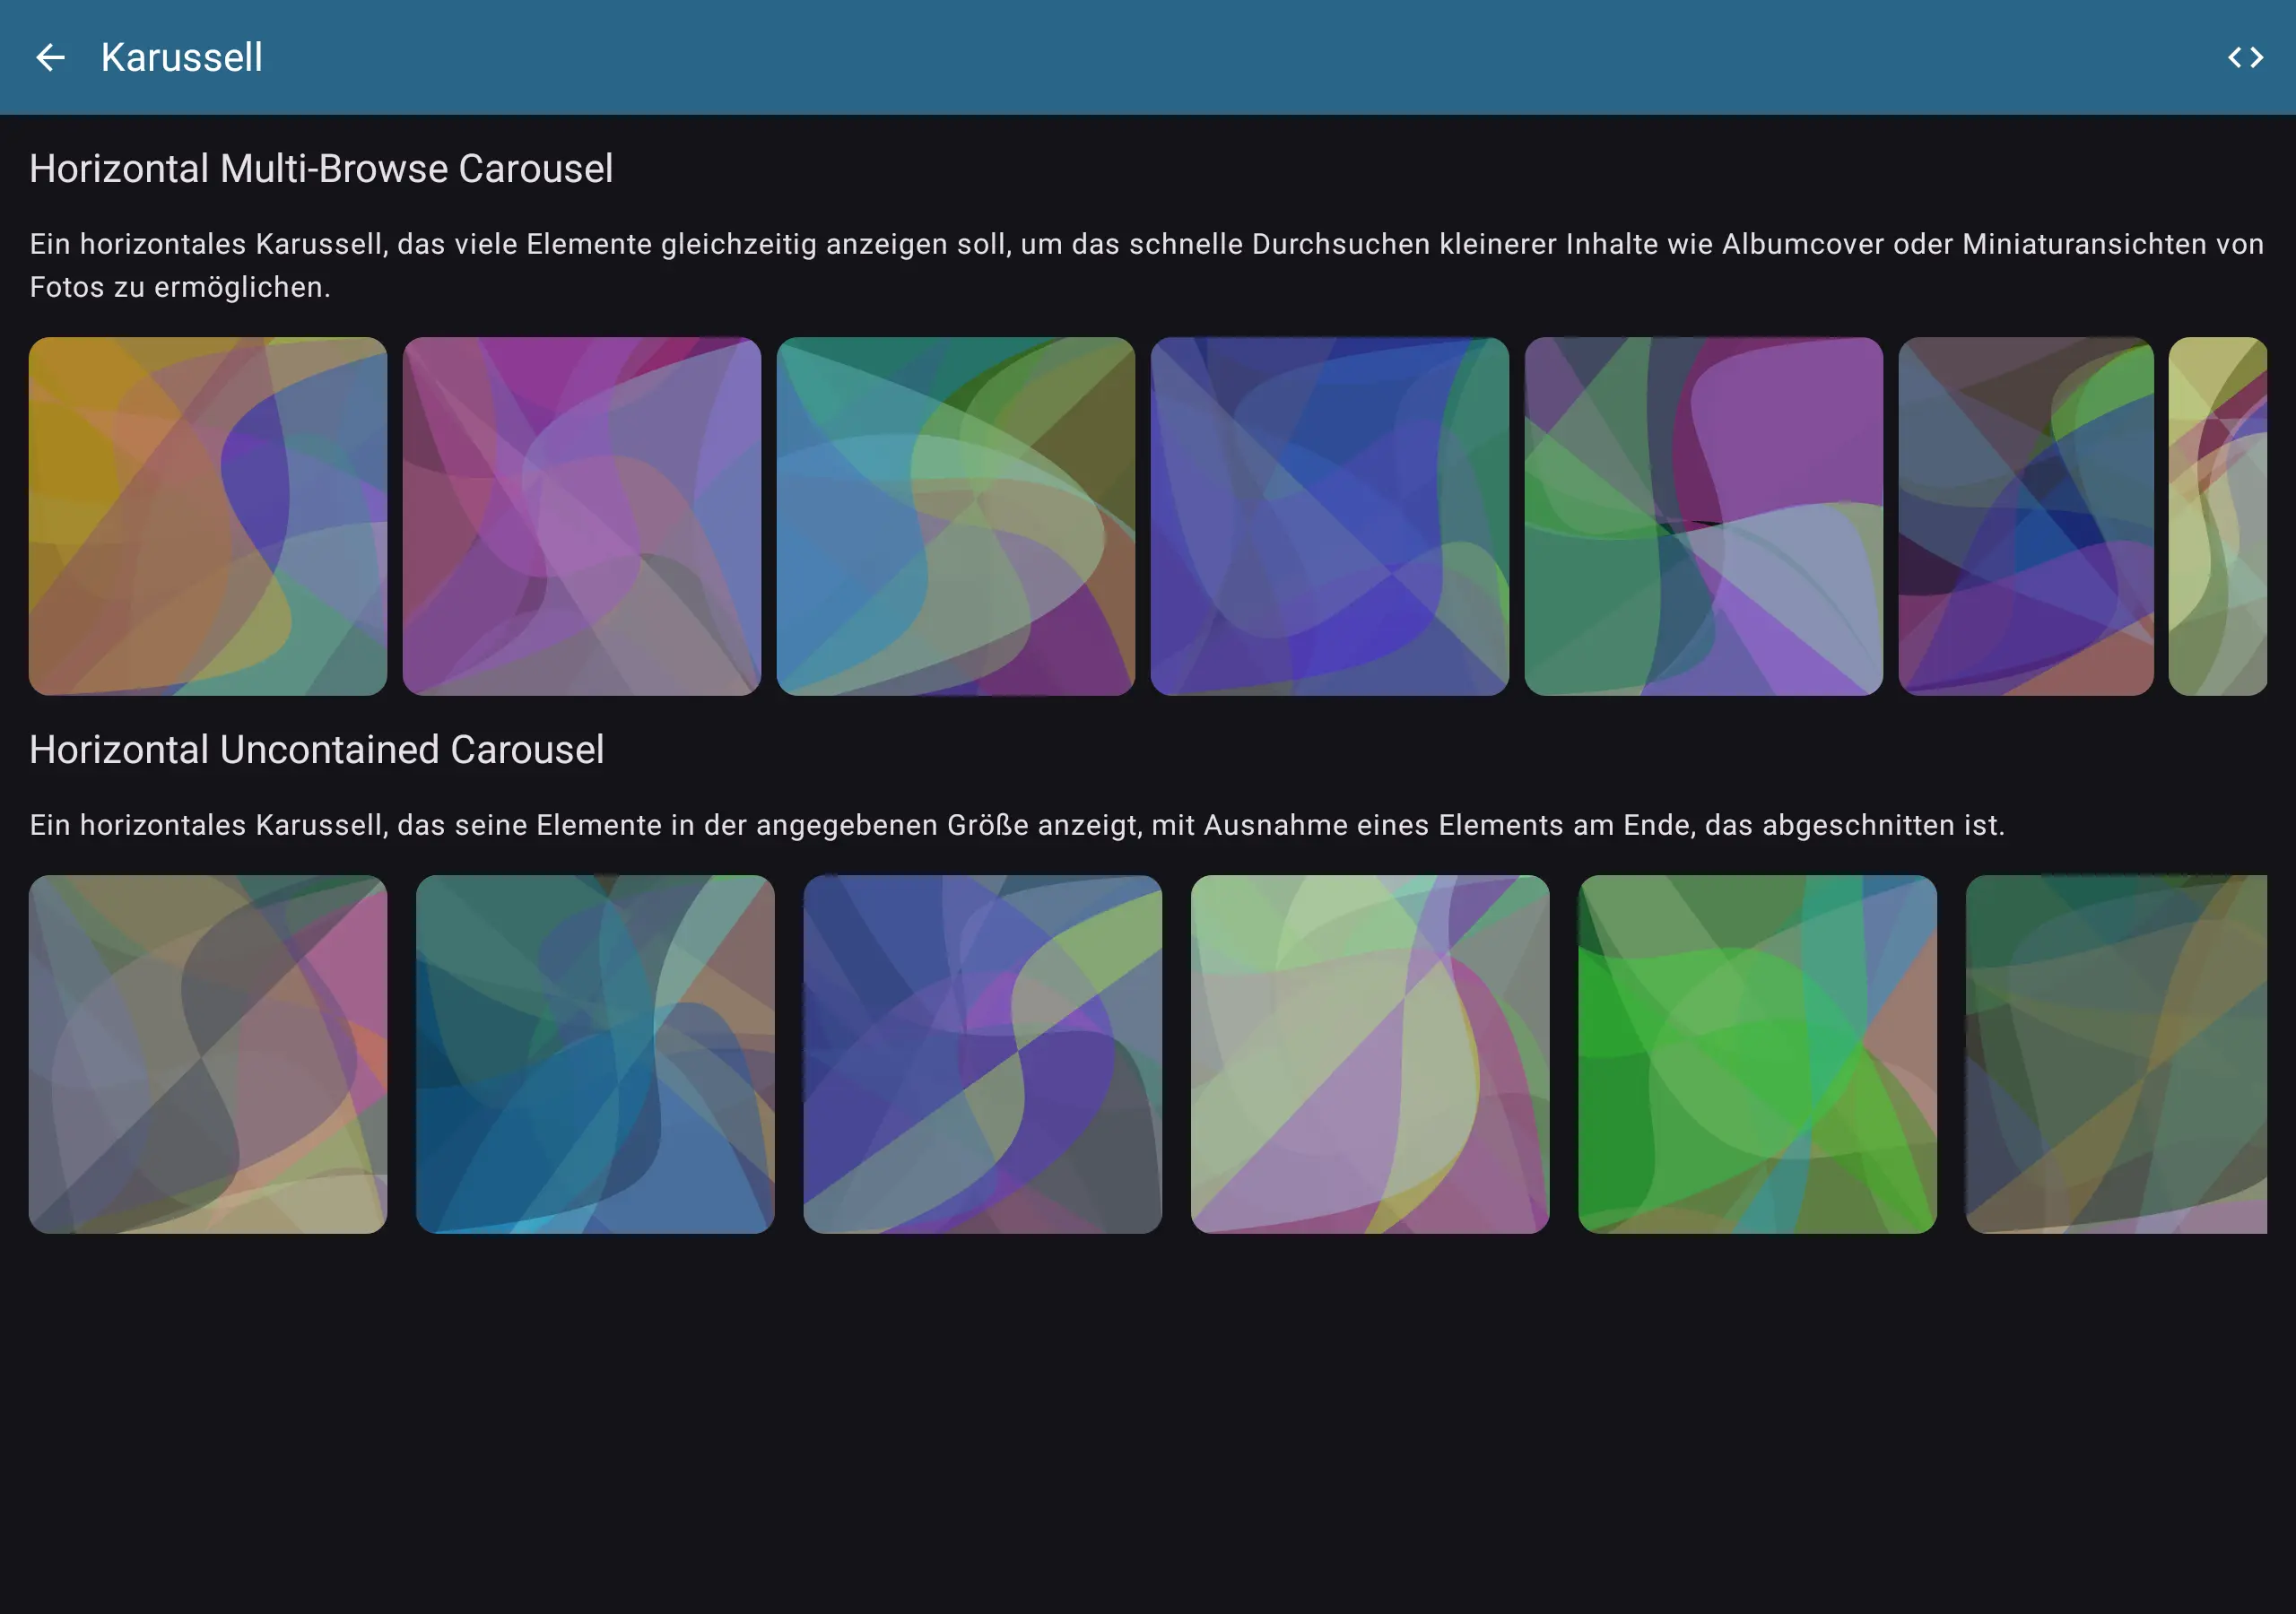 Karussell
Horizontal Multi-Browse Carousel
Ein horizontales Karussell, das viele Elemente gleichzeitig anzeigen soll, um das schnelle Durchsuchen kleinerer Inhalte wie Albumcover oder Miniaturansichten von
Fotos zu ermöglichen.
Horizontal Uncontained Carousel
Ein horizontales Karussell, das seine Elemente in der angegebenen Größe anzeigt, mit Ausnahme eines Elements am Ende, das abgeschnitten ist.